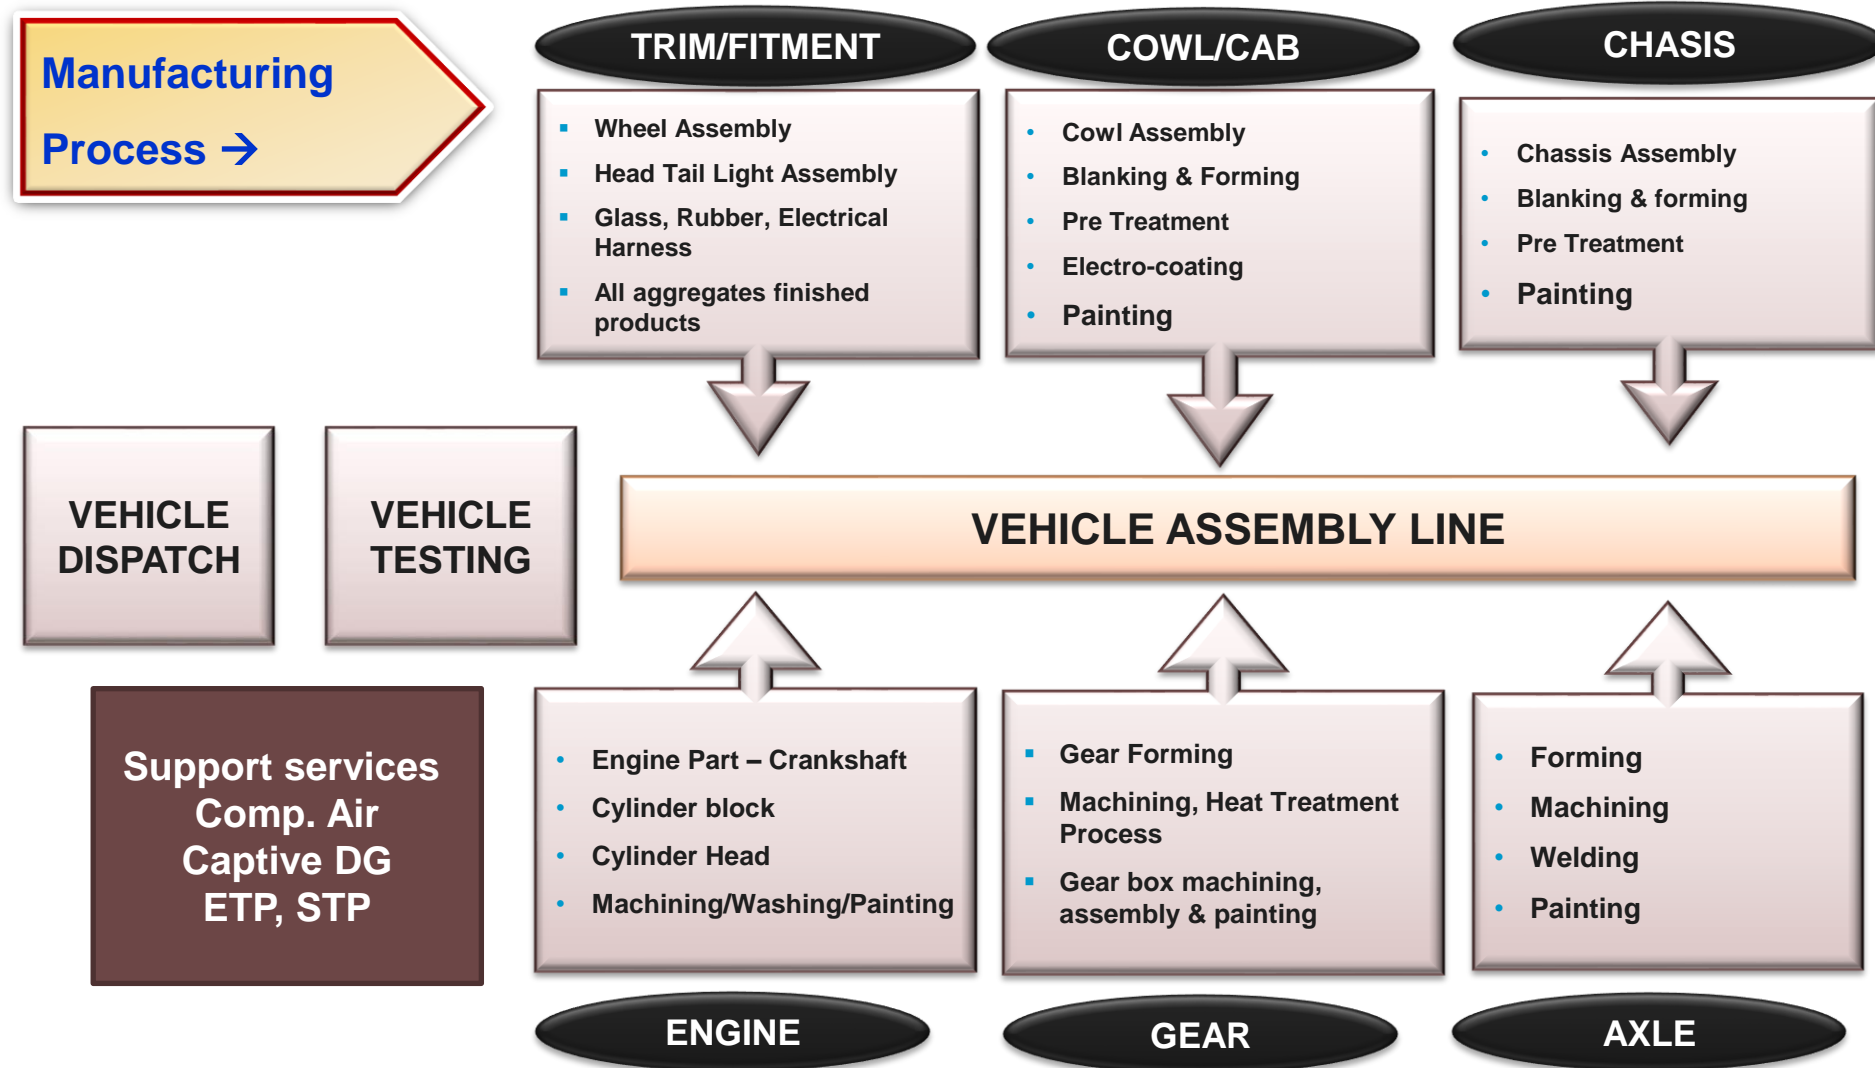 Manufacturing
Process →
TRIM/FITMENT
▪ Wheel Assembly
▪ Head Tail Light Assembly
▪ Glass, Rubber, Electrical
Harness
▪ All aggregates finished
products
COWL/CAB
• Cowl Assembly
• Blanking & Forming
• Pre Treatment
• Electro-coating
• Painting
CHASIS
• Chassis Assembly
• Blanking & forming
• Pre Treatment
• Painting
VEHICLE
DISPATCH
VEHICLE
TESTING
VEHICLE ASSEMBLY LINE
Support services
Comp. Air
Captive DG
ETP, STP
• Engine Part – Crankshaft
• Cylinder block
• Cylinder Head
• Machining/Washing/Painting
ENGINE
▪ Gear Forming
▪ Machining, Heat Treatment
Process
▪ Gear box machining,
assembly & painting
GEAR
• Forming
• Machining
• Welding
• Painting
AXLE